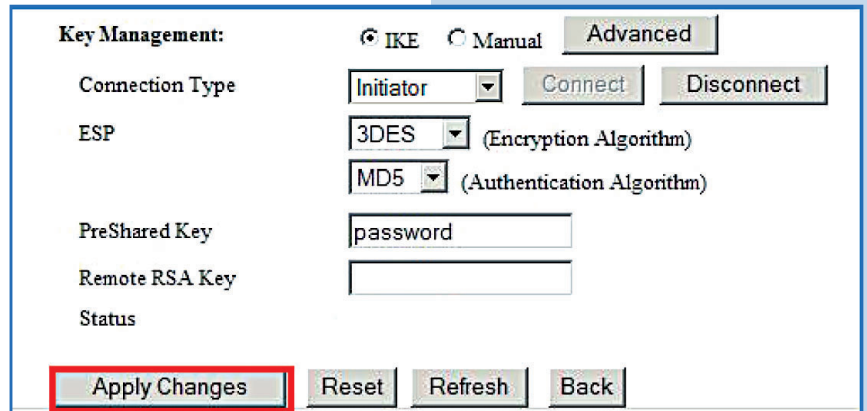 Key Management: IKE Manual Advanced
Connection Type Initiator Connect Disconnect
ESP 3DES (Encryption Algorithm)
MD5 (Authentication Algorithm)
PreShared Key password
Remote RSA Key
Status
Apply Changes Reset Refresh Back